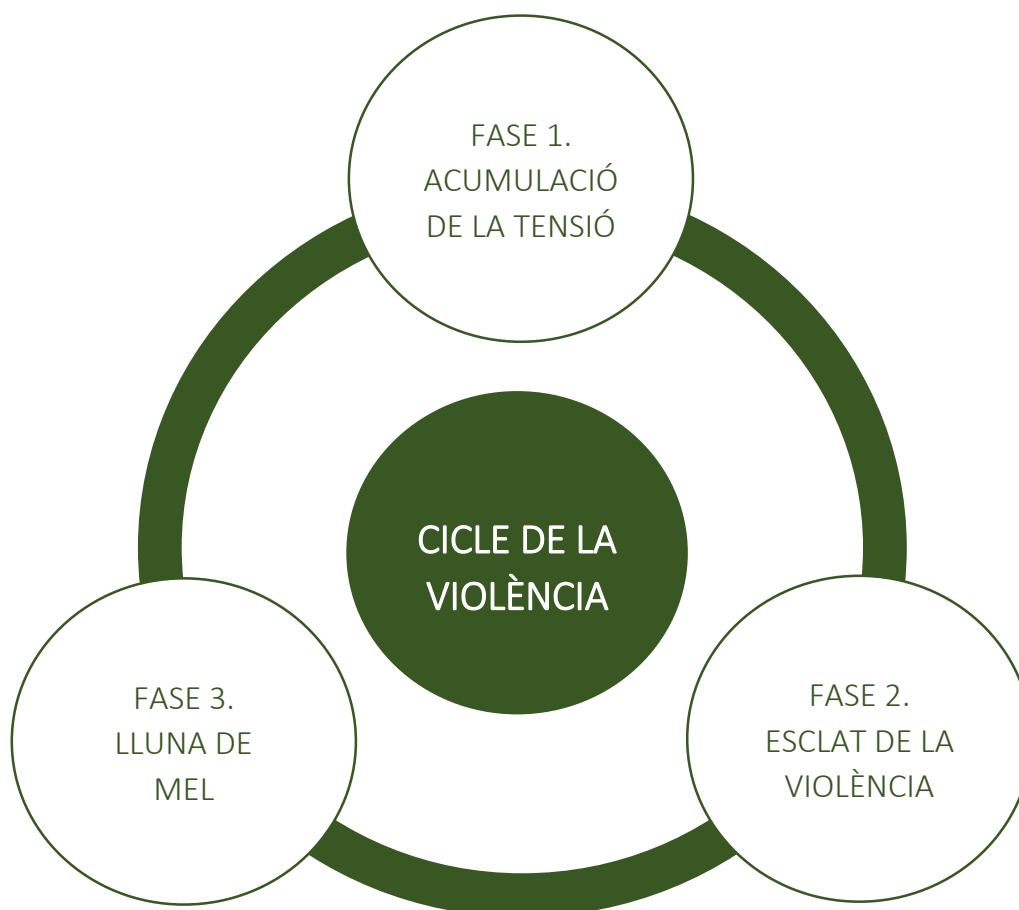 FASE 1.
ACUMULACIÓ
DE LA TENSIÓ
CICLE DE LA
VIOLÈNCIA
FASE 2.
ESCLAT DE LA
VIOLÈNCIA
FASE 3.
LLUNA DE
MEL